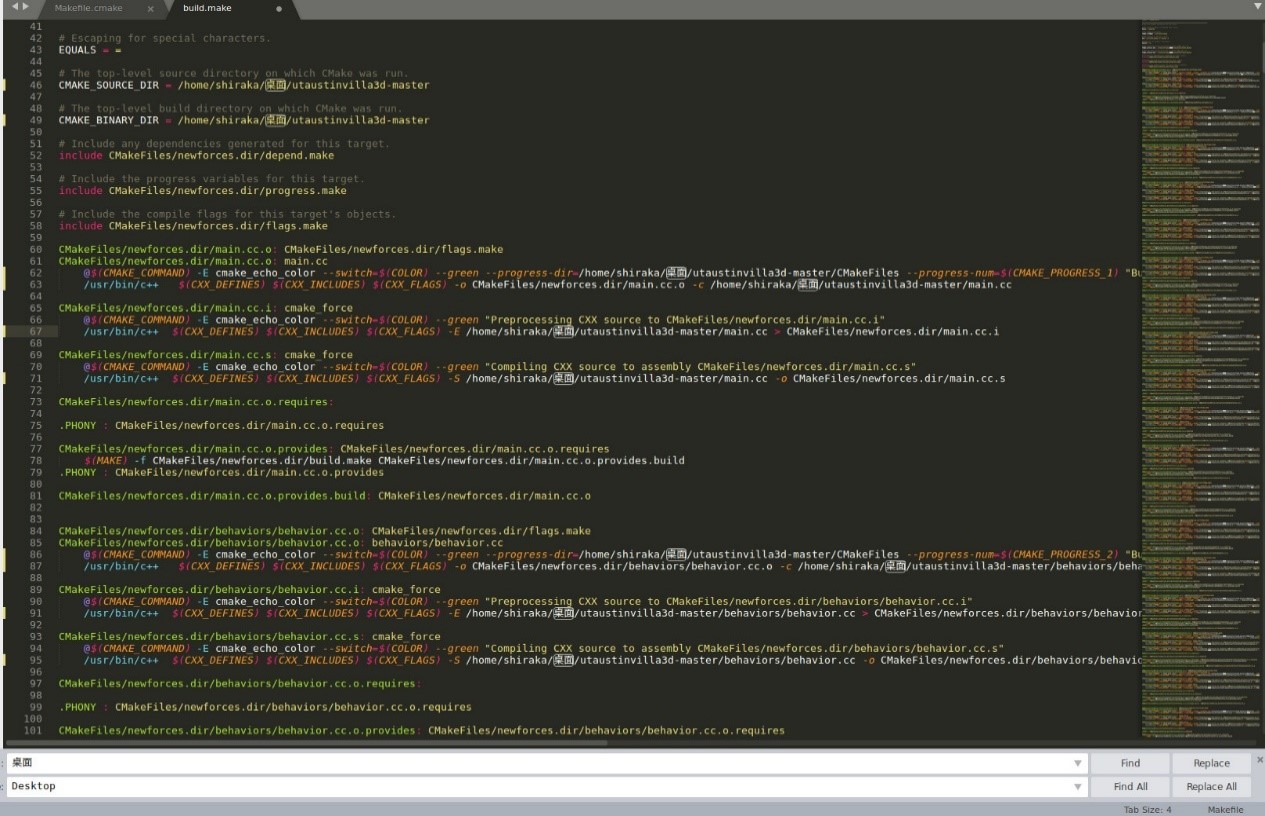 Makefile.cmake × build.make
41
42 # Escaping for special characters.
43 EQUALS = =
44
45 # The top-level source directory on which CMake was run.
46 CMAKE_SOURCE_DIR = /home/shiraka/桌面/utaustinvilla3d-master
47
48 # The top-level build directory on which CMake was run.
49 CMAKE_BINARY_DIR = /home/shiraka/桌面/utaustinvilla3d-master
50
51 # Include any dependencies generated for this target.
52 include CMakeFiles/newforces.dir/depend.make
53
54 # Include the progress variables for this target.
55 include CMakeFiles/newforces.dir/progress.make
56
57 # Include the compile flags for this target's objects.
58 include CMakeFiles/newforces.dir/flags.make
59
60 CMakeFiles/newforces.dir/main.cc.o: CMakeFiles/newforces.dir/flags.make
61 CMakeFiles/newforces.dir/main.cc.o: main.cc
62 @$(CMAKE_COMMAND) -E cmake_echo_color --switch=$(COLOR) --green --progress-dir=/home/shiraka/桌面/utaustinvilla3d-master/CMakeFiles --progress-num=$(CMAKE_PROGRESS_1) "Bu
63 /usr/bin/c++ $(CXX_DEFINES) $(CXX_INCLUDES) $(CXX_FLAGS) -o CMakeFiles/newforces.dir/main.cc.o -c /home/shiraka/桌面/utaustinvilla3d-master/main.cc
64
65 CMakeFiles/newforces.dir/main.cc.i: cmake_force
66 @$(CMAKE_COMMAND) -E cmake_echo_color --switch=$(COLOR) --green "Preprocessing CXX source to CMakeFiles/newforces.dir/main.cc.i"
67 /usr/bin/c++ $(CXX_DEFINES) $(CXX_INCLUDES) $(CXX_FLAGS) -E /home/shiraka/桌面/utaustinvilla3d-master/main.cc > CMakeFiles/newforces.dir/main.cc.i
68
69 CMakeFiles/newforces.dir/main.cc.s: cmake_force
70 @$(CMAKE_COMMAND) -E cmake_echo_color --switch=$(COLOR) --green "Compiling CXX source to assembly CMakeFiles/newforces.dir/main.cc.s"
71 /usr/bin/c++ $(CXX_DEFINES) $(CXX_INCLUDES) $(CXX_FLAGS) -S /home/shiraka/桌面/utaustinvilla3d-master/main.cc -o CMakeFiles/newforces.dir/main.cc.s
72
73 CMakeFiles/newforces.dir/main.cc.o.requires:
74
75 .PHONY : CMakeFiles/newforces.dir/main.cc.o.requires
76
77 CMakeFiles/newforces.dir/main.cc.o.provides: CMakeFiles/newforces.dir/main.cc.o.requires
78 $(MAKE) -f CMakeFiles/newforces.dir/build.make CMakeFiles/newforces.dir/main.cc.o.provides.build
79 .PHONY : CMakeFiles/newforces.dir/main.cc.o.provides
80
81 CMakeFiles/newforces.dir/main.cc.o.provides.build: CMakeFiles/newforces.dir/main.cc.o
82
83
84 CMakeFiles/newforces.dir/behaviors/behavior.cc.o: CMakeFiles/newforces.dir/flags.make
85 CMakeFiles/newforces.dir/behaviors/behavior.cc.o: behaviors/behavior.cc
86 @$(CMAKE_COMMAND) -E cmake_echo_color --switch=$(COLOR) --green --progress-dir=/home/shiraka/桌面/utaustinvilla3d-master/CMakeFiles --progress-num=$(CMAKE_PROGRESS_2) "Bu
87 /usr/bin/c++ $(CXX_DEFINES) $(CXX_INCLUDES) $(CXX_FLAGS) -o CMakeFiles/newforces.dir/behaviors/behavior.cc.o -c /home/shiraka/桌面/utaustinvilla3d-master/behaviors/beha
88
89 CMakeFiles/newforces.dir/behaviors/behavior.cc.i: cmake_force
90 @$(CMAKE_COMMAND) -E cmake_echo_color --switch=$(COLOR) --green "Preprocessing CXX source to CMakeFiles/newforces.dir/behaviors/behavior.cc.i"
91 /usr/bin/c++ $(CXX_DEFINES) $(CXX_INCLUDES) $(CXX_FLAGS) -E /home/shiraka/桌面/utaustinvilla3d-master/behaviors/behavior.cc > CMakeFiles/newforces.dir/behaviors/behavior
92
93 CMakeFiles/newforces.dir/behaviors/behavior.cc.s: cmake_force
94 @$(CMAKE_COMMAND) -E cmake_echo_color --switch=$(COLOR) --green "Compiling CXX source to assembly CMakeFiles/newforces.dir/behaviors/behavior.cc.s"
95 /usr/bin/c++ $(CXX_DEFINES) $(CXX_INCLUDES) $(CXX_FLAGS) -S /home/shiraka/桌面/utaustinvilla3d-master/behaviors/behavior.cc -o CMakeFiles/newforces.dir/behaviors/behavic
96
97 CMakeFiles/newforces.dir/behaviors/behavior.cc.o.requires:
98
99 .PHONY : CMakeFiles/newforces.dir/behaviors/behavior.cc.o.requires
100
101 CMakeFiles/newforces.dir/behaviors/behavior.cc.o.provides: CMakeFiles/newforces.dir/behaviors/behavior.cc.o.requires
桌面 Find Replace
Desktop Find All Replace All
Tab Size: 4 Makefile